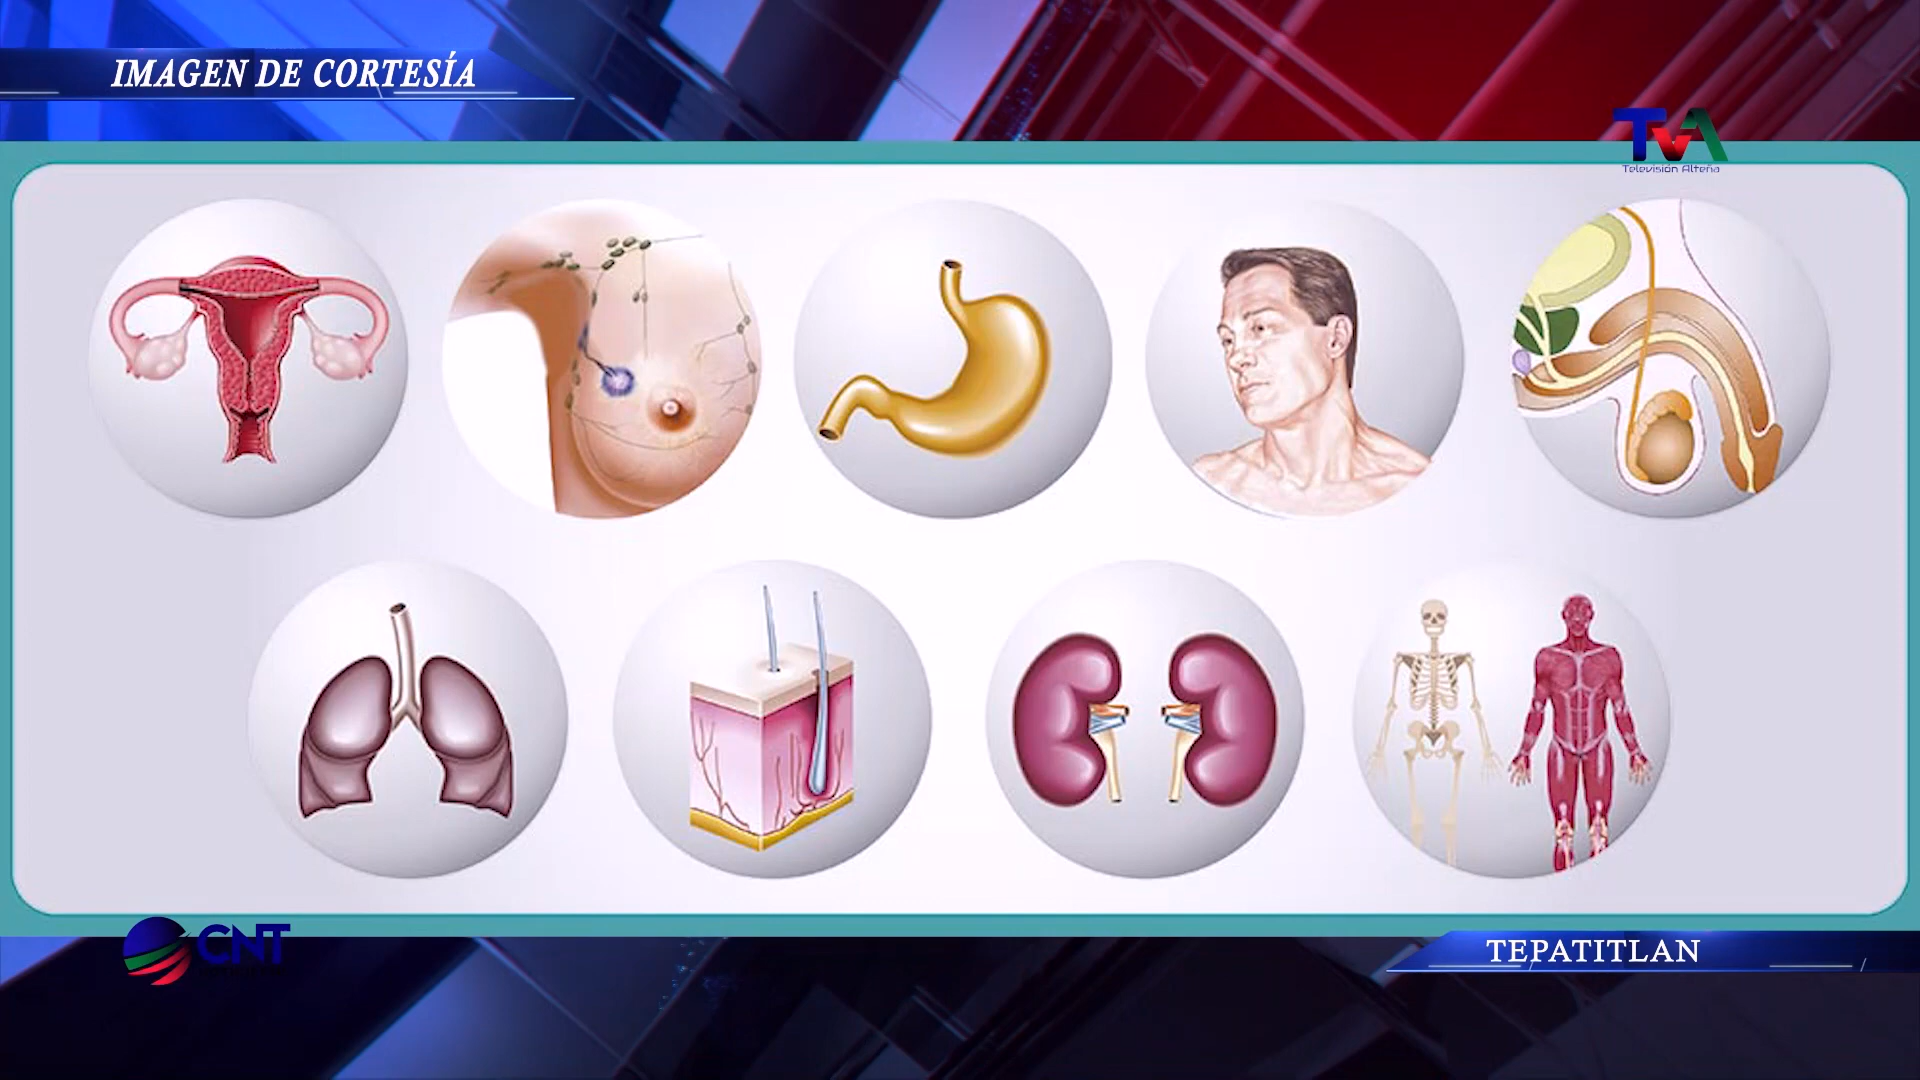 IMAGEN DE CORTESÍA
TVA
Televisión Alteña
CNT
TEPATITLAN